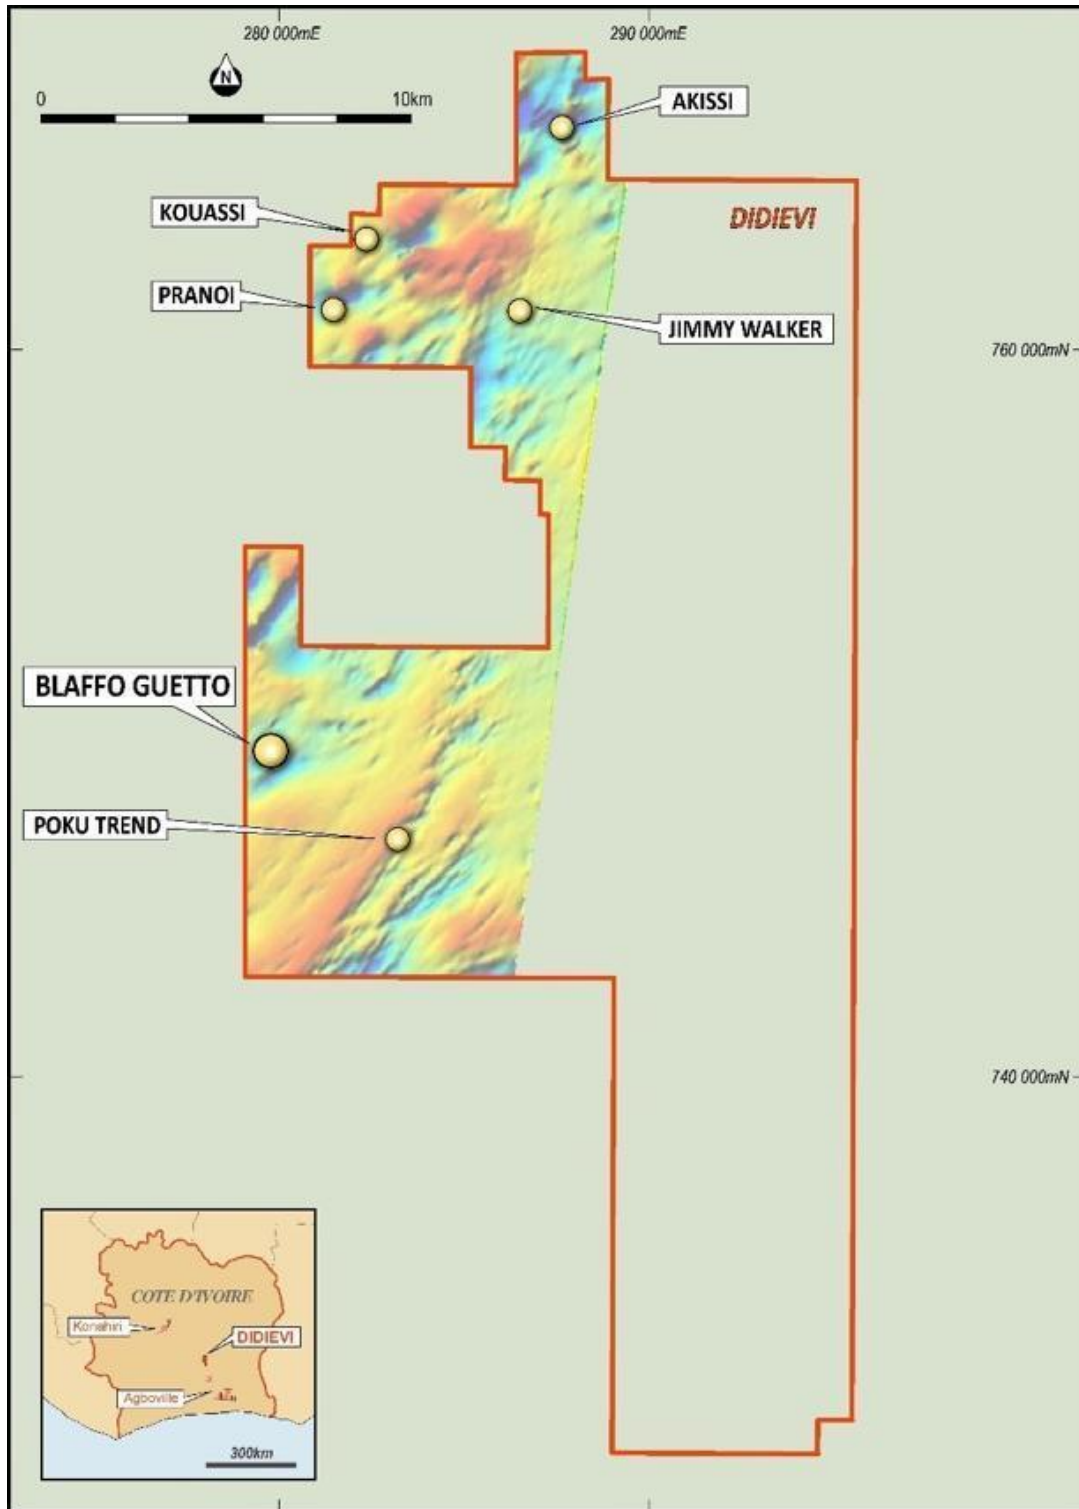 280 000mE
290 000mE
N
0
10km
AKISSI
KOUASSI
DIDIEVI
PRANOI
JIMMY WALKER
760 000mN
BLAFFO GUETTO
POKU TREND
740 000mN
COTE D'IVOIRE
Konahiri
DIDIEVI
Agboville
300km